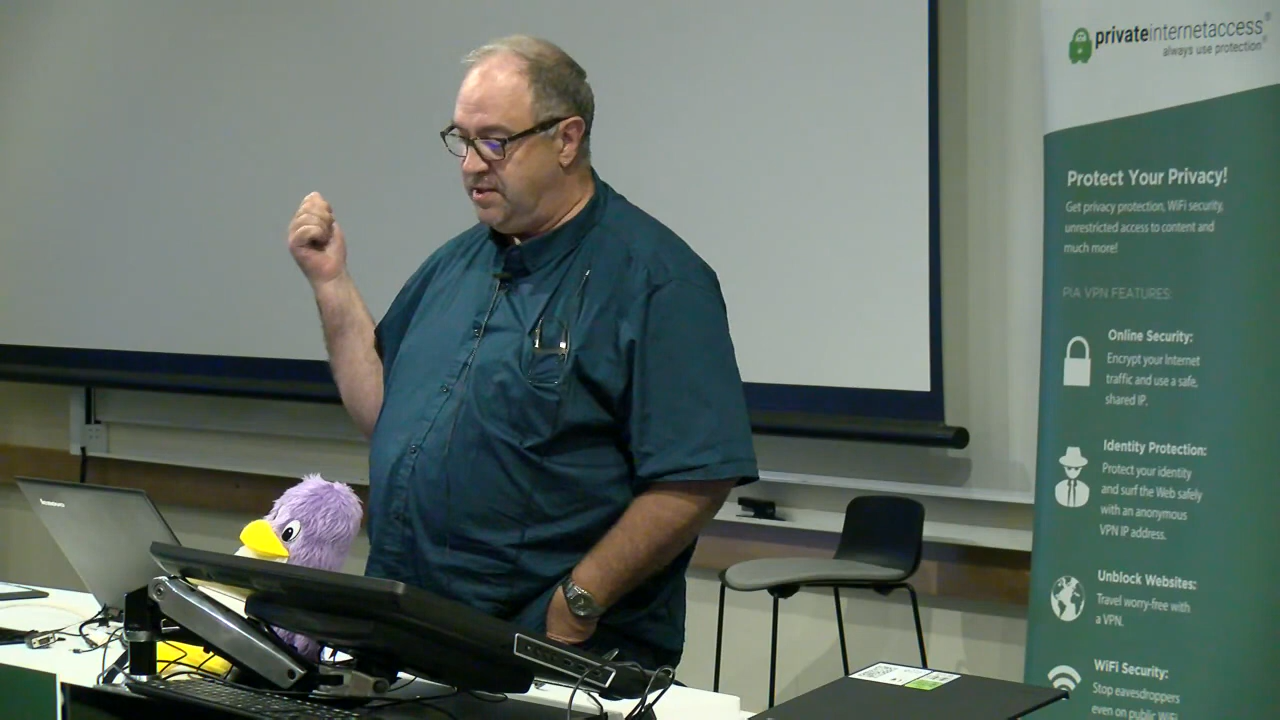 privateinternetaccess®
always use protection®
Protect Your Privacy!
Get privacy protection, WiFi security,
unrestricted access to content and
much more!
PIA VPN FEATURES:
Online Security:
Encrypt your Internet
traffic and use a safe,
shared IP.
Identity Protection:
Protect your identity
and surf the Web safely
with an anonymous
VPN IP address.
Unblock Websites:
Travel worry-free with
a VPN.
WiFi Security:
Stop eavesdroppers
even on public WiFi
lenovo